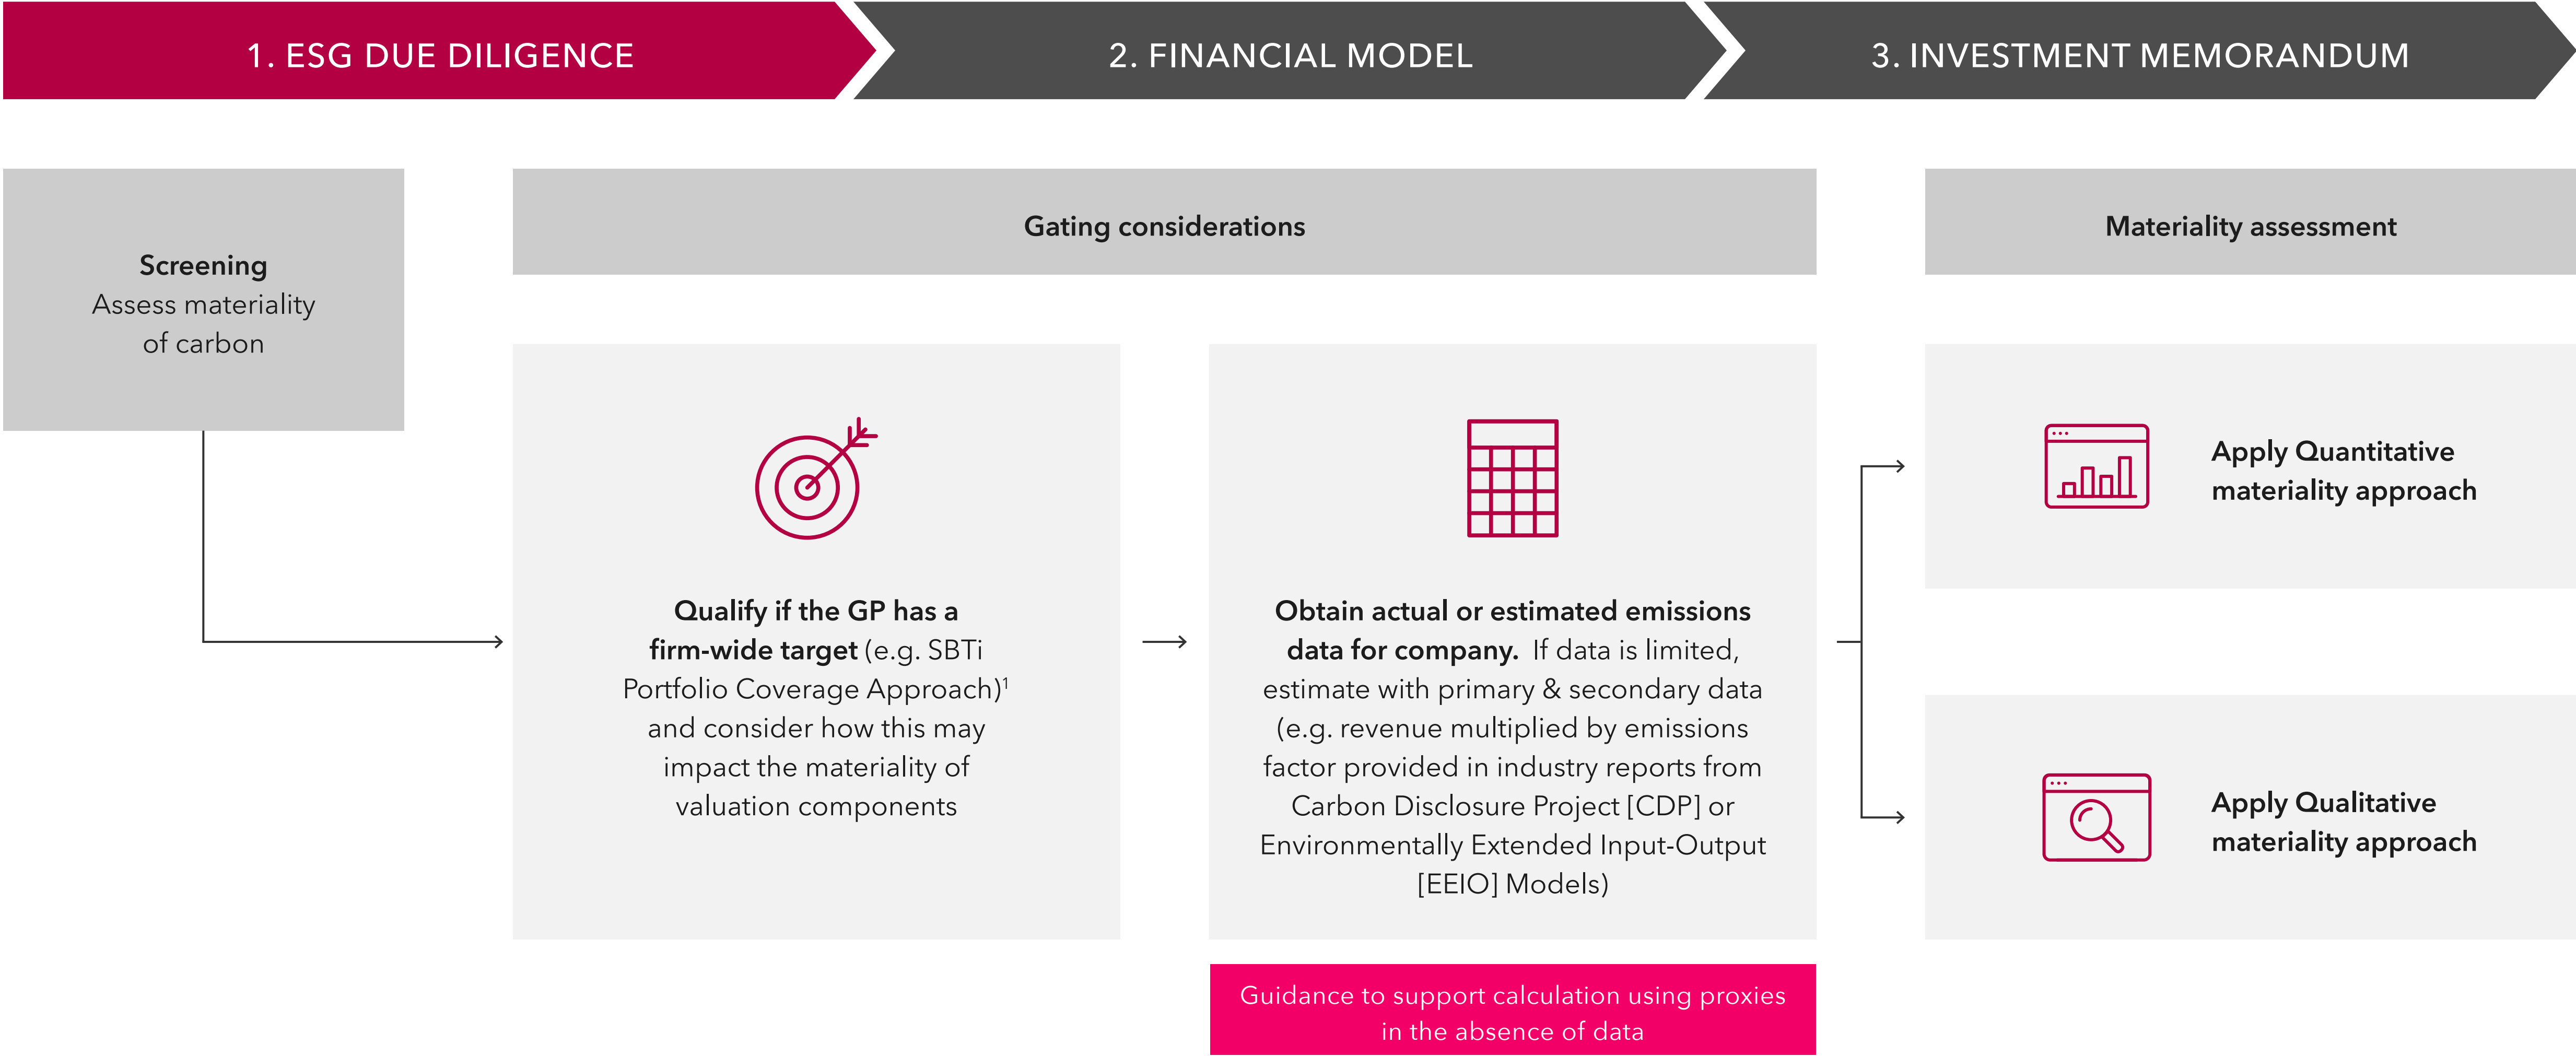 1. ESG DUE DILIGENCE
2. FINANCIAL MODEL
3. INVESTMENT MEMORANDUM
Screening
Assess materiality
of carbon
Gating considerations
Materiality assessment
Qualify if the GP has a
firm-wide target (e.g. SBTi
Portfolio Coverage Approach)¹
and consider how this may
impact the materiality of
valuation components
Obtain actual or estimated emissions
data for company. If data is limited,
estimate with primary & secondary data
(e.g. revenue multiplied by emissions
factor provided in industry reports from
Carbon Disclosure Project [CDP] or
Environmentally Extended Input-Output
[EEIO] Models)
Guidance to support calculation using proxies
in the absence of data
Apply Quantitative
materiality approach
Apply Qualitative
materiality approach